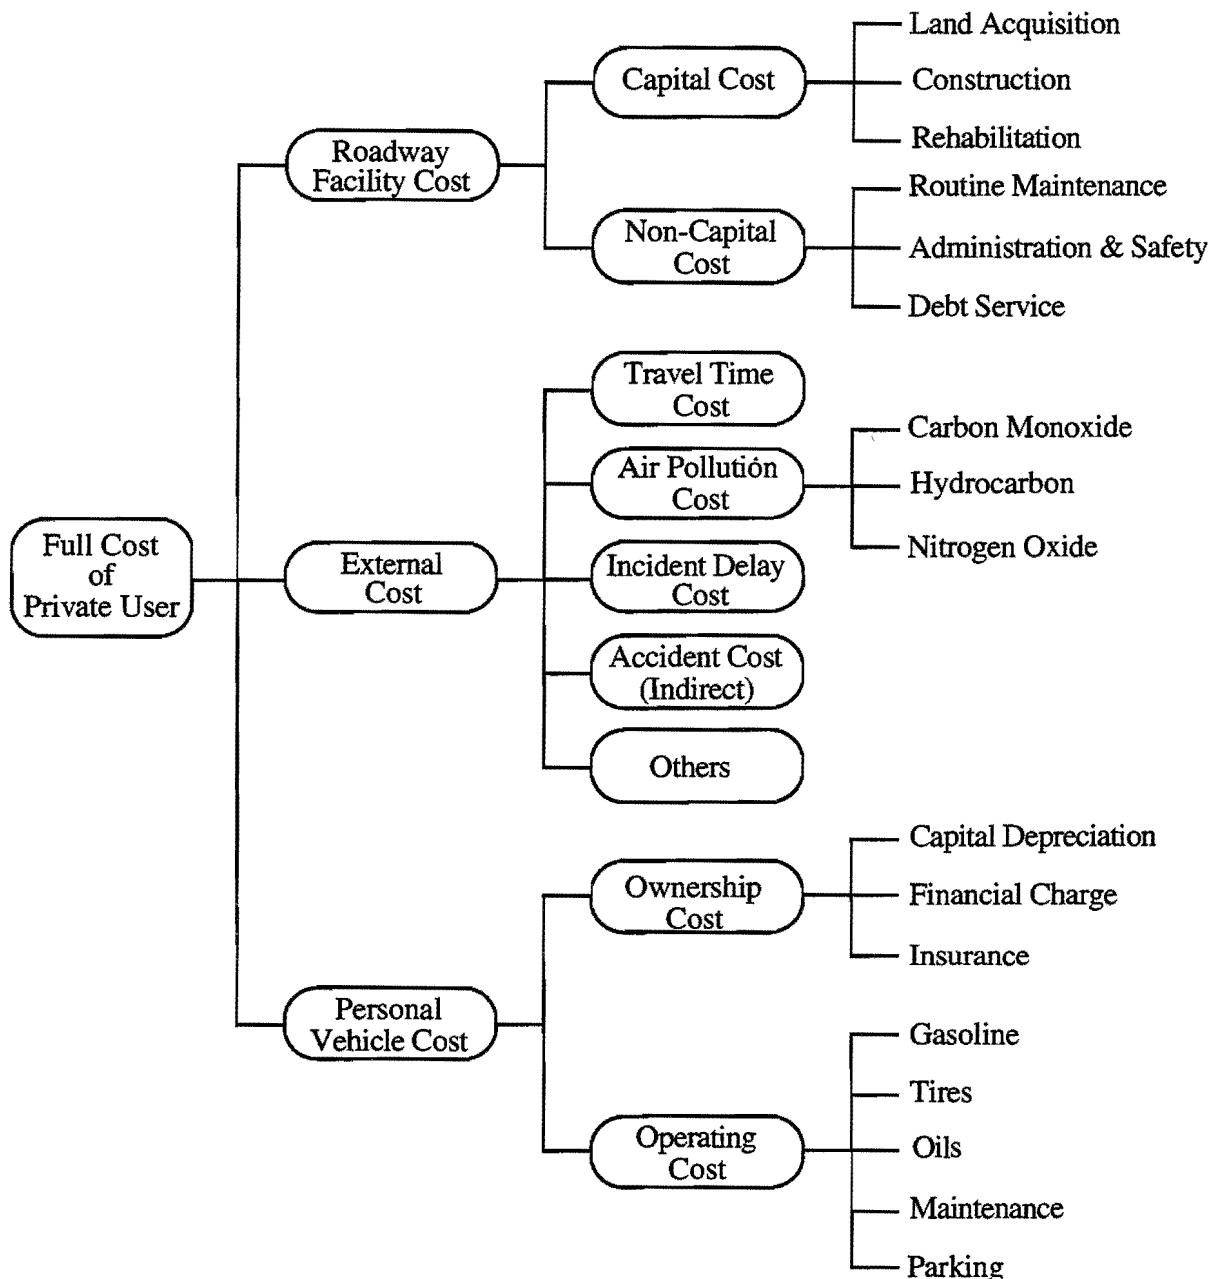 Full Cost
of
Private User
Roadway
Facility Cost
Capital Cost
Land Acquisition
Construction
Rehabilitation
Non-Capital
Cost
Routine Maintenance
Administration & Safety
Debt Service
External
Cost
Travel Time
Cost
Air Pollution
Cost
Carbon Monoxide
Hydrocarbon
Nitrogen Oxide
Incident Delay
Cost
Accident Cost
(Indirect)
Others
Personal
Vehicle Cost
Ownership
Cost
Capital Depreciation
Financial Charge
Insurance
Operating
Cost
Gasoline
Tires
Oils
Maintenance
Parking